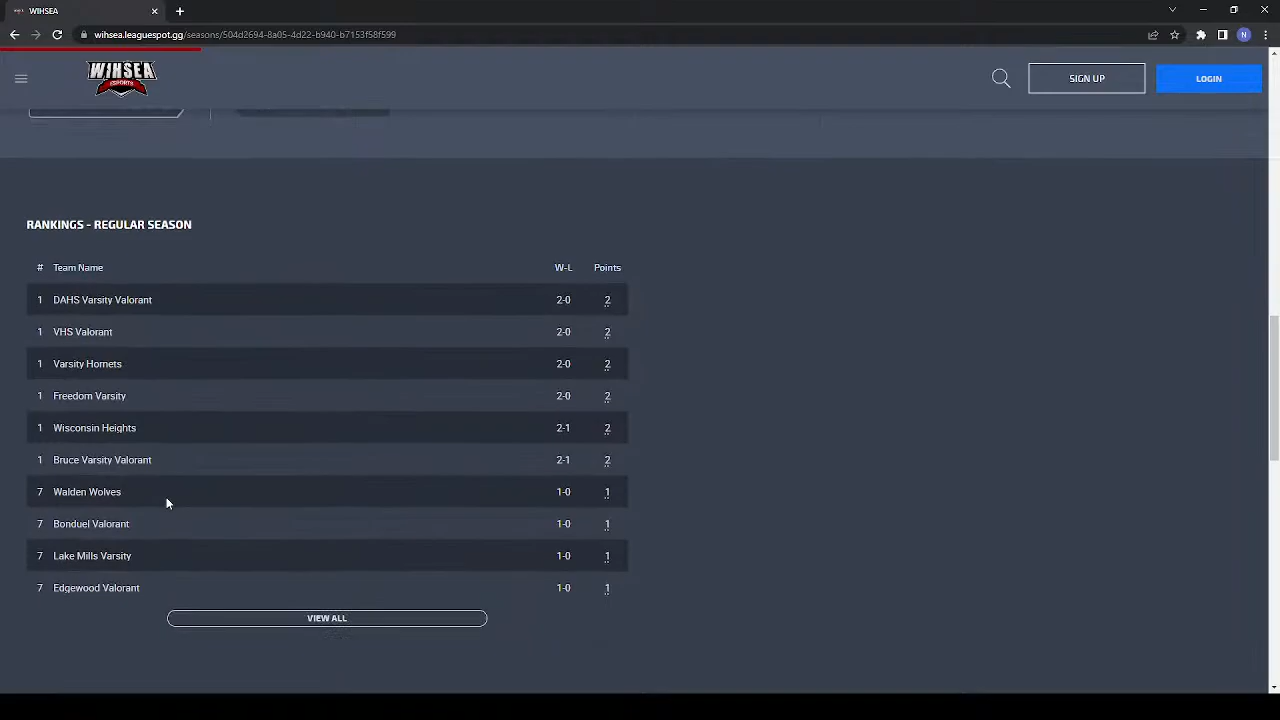 WIHSEA
wihsea.leaguespot.gg/seasons/504d2694-8a05-4d22-b940-b7153f58f599
N
WIHSEA
ESPORTS
SIGN UP
LOGIN
RANKINGS - REGULAR SEASON
# Team Name W-L Points
1 DAHS Varsity Valorant 2-0 2
1 VHS Valorant 2-0 2
1 Varsity Hornets 2-0 2
1 Freedom Varsity 2-0 2
1 Wisconsin Heights 2-1 2
1 Bruce Varsity Valorant 2-1 2
7 Walden Wolves 1-0 1
7 Bonduel Valorant 1-0 1
7 Lake Mills Varsity 1-0 1
7 Edgewood Valorant 1-0 1
VIEW ALL